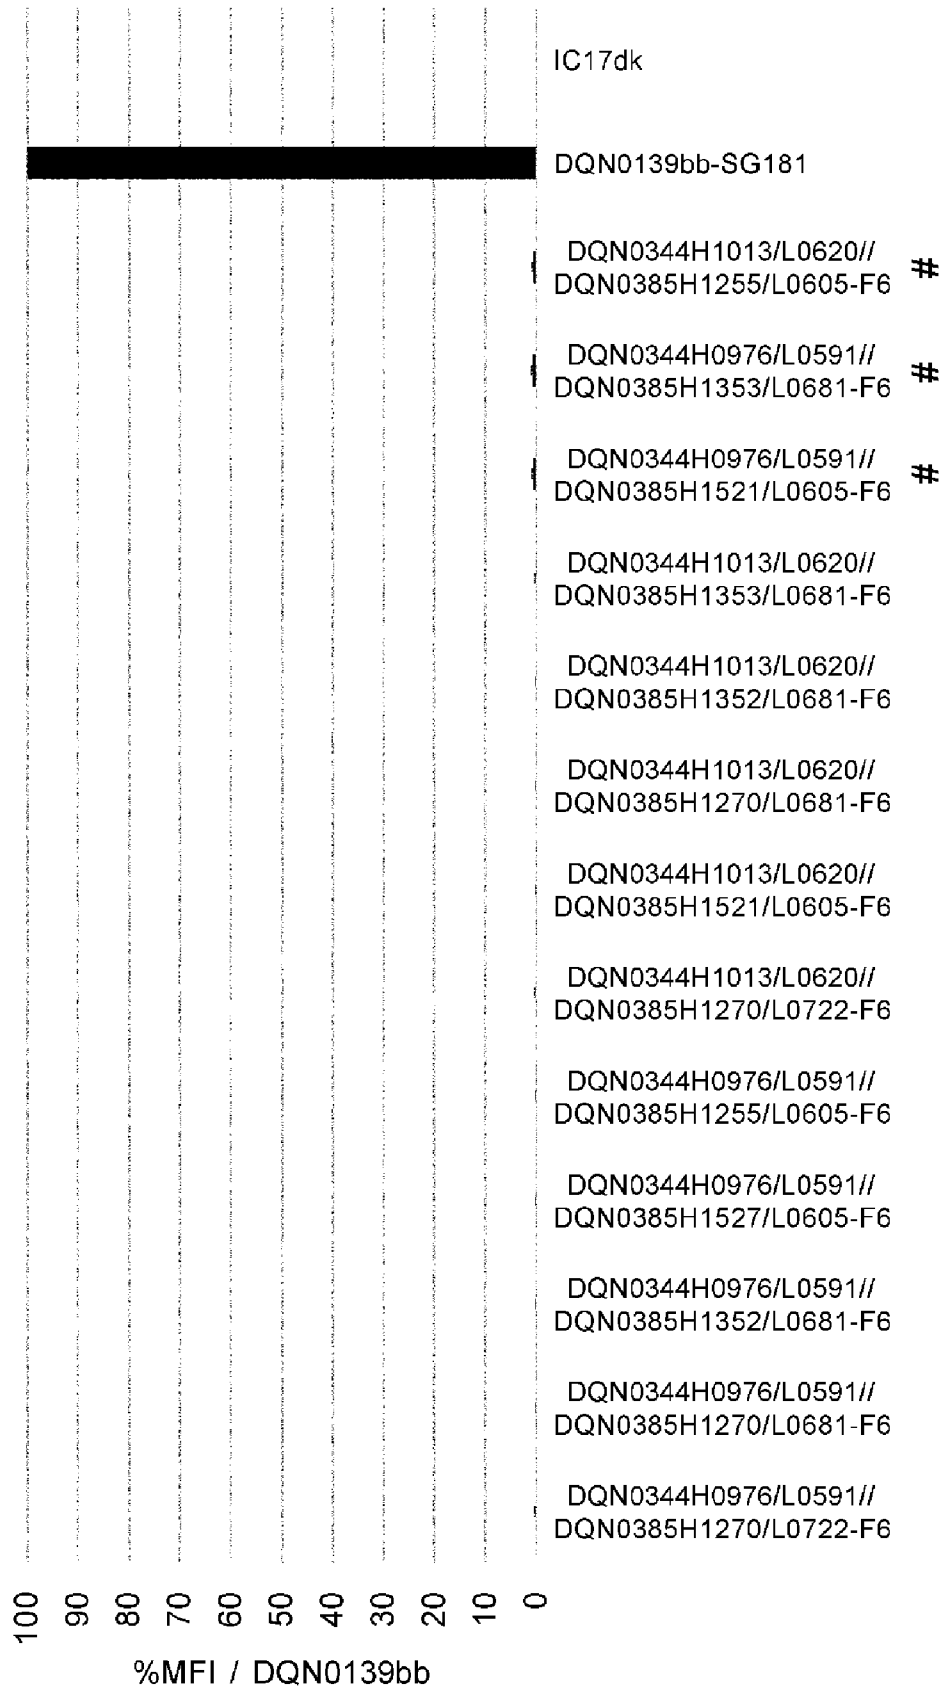 IC17dk
DQN0139bb-SG181
DQN0344H1013/L0620//
DQN0385H1255/L0605-F6 #
DQN0344H0976/L0591//
DQN0385H1353/L0681-F6 #
DQN0344H0976/L0591//
DQN0385H1521/L0605-F6 #
DQN0344H1013/L0620//
DQN0385H1353/L0681-F6
DQN0344H1013/L0620//
DQN0385H1352/L0681-F6
DQN0344H1013/L0620//
DQN0385H1270/L0681-F6
DQN0344H1013/L0620//
DQN0385H1521/L0605-F6
DQN0344H1013/L0620//
DQN0385H1270/L0722-F6
DQN0344H0976/L0591//
DQN0385H1255/L0605-F6
DQN0344H0976/L0591//
DQN0385H1527/L0605-F6
DQN0344H0976/L0591//
DQN0385H1352/L0681-F6
DQN0344H0976/L0591//
DQN0385H1270/L0681-F6
DQN0344H0976/L0591//
DQN0385H1270/L0722-F6
100 90 80 70 60 50 40 30 20 10 0
%MFI / DQN0139bb